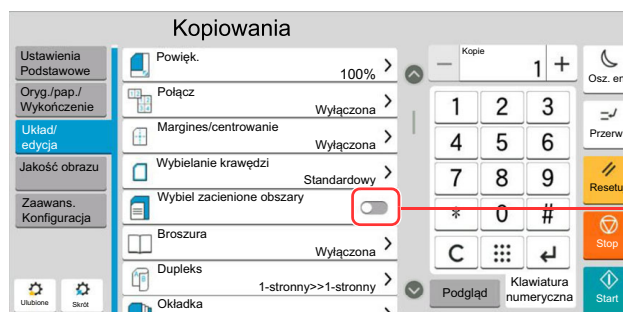 Kopiowania
Ustawienia
Podstawowe
Oryg./pap./
Wykończenie
Układ/
edycja
Jakość obrazu
Zaawans.
Konfiguracja
Ulubione
Skrót
Powięk.
100%
Połącz
Wyłączona
Margines/centrowanie
Wyłączona
Wybielanie krawędzi
Standardowy
Wybiel zacienione obszary
Broszura
Wyłączona
Dupleks
1-stronny>>1-stronny
Okładka
Kopie
1
1 2 3
4 5 6
7 8 9
* 0 #
C
Podgląd
Klawiatura
numeryczna
Osz. en
Przerw
Resetu
Stop
Start